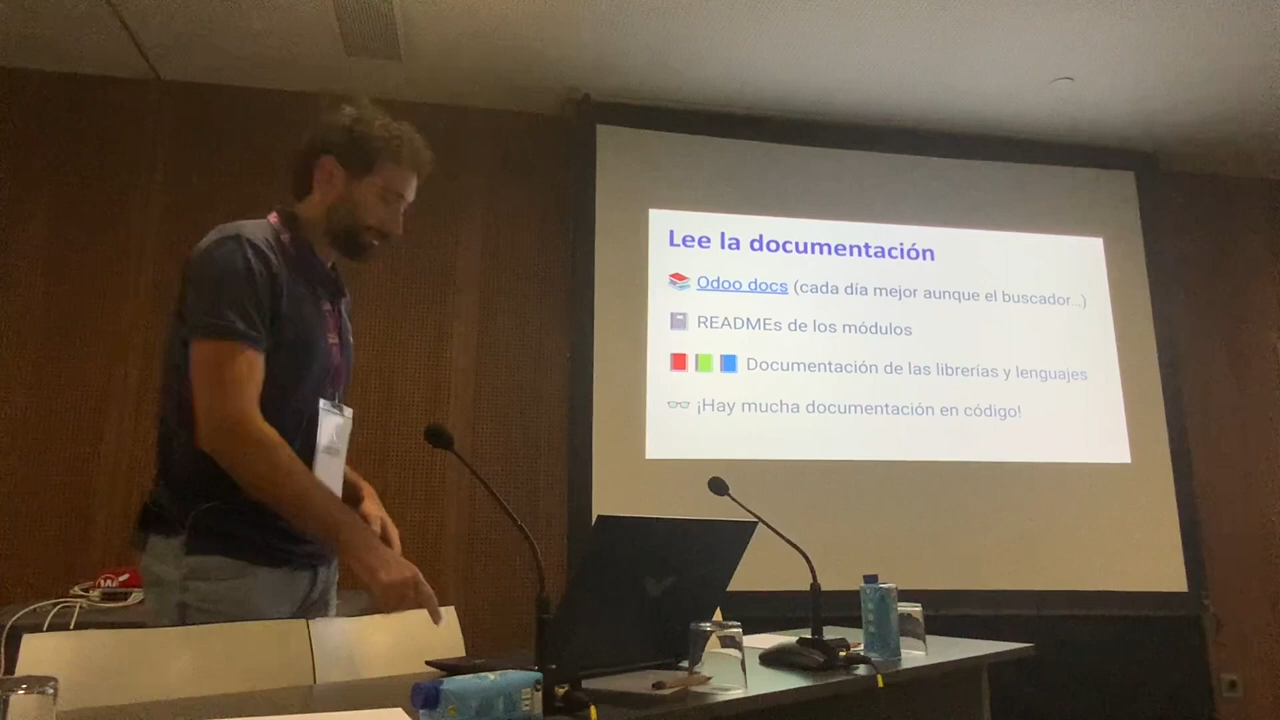 Lee la documentación
Odoo docs (cada día mejor aunque el buscador...)
READMEs de los módulos
Documentación de las librerías y lenguajes
¡Hay mucha documentación en código!